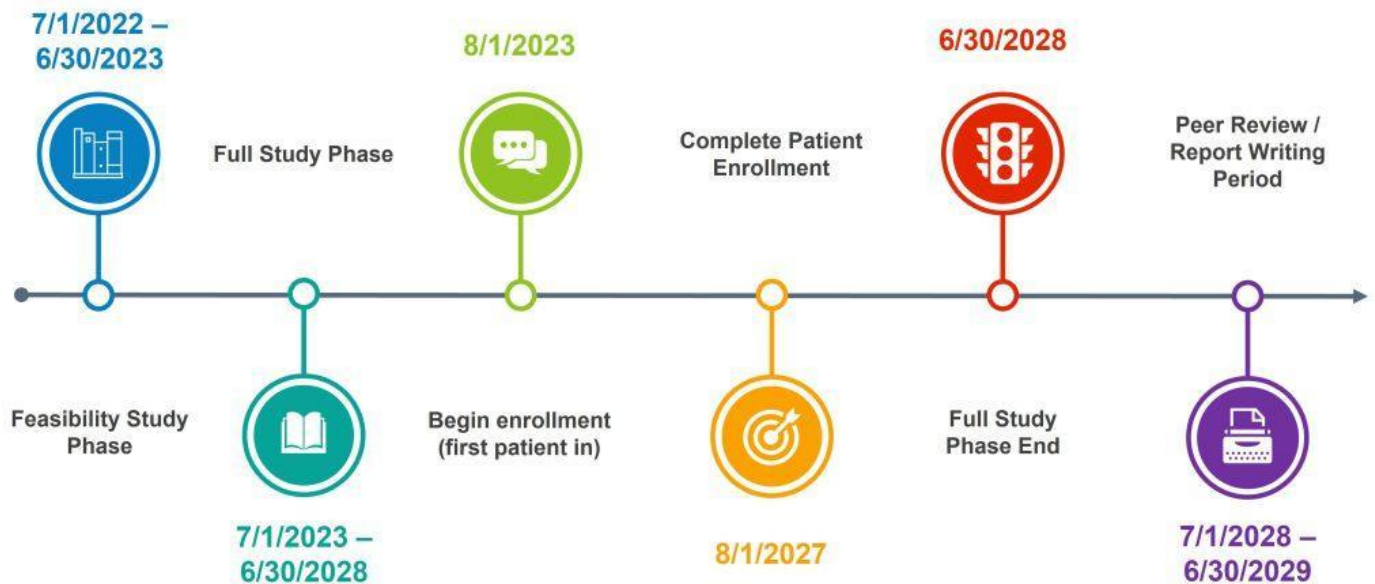 7/1/2022 –
6/30/2023
Feasibility Study
Phase
Full Study Phase
7/1/2023 –
6/30/2028
8/1/2023
Begin enrollment
(first patient in)
Complete Patient
Enrollment
8/1/2027
6/30/2028
Full Study
Phase End
Peer Review /
Report Writing
Period
7/1/2028 –
6/30/2029